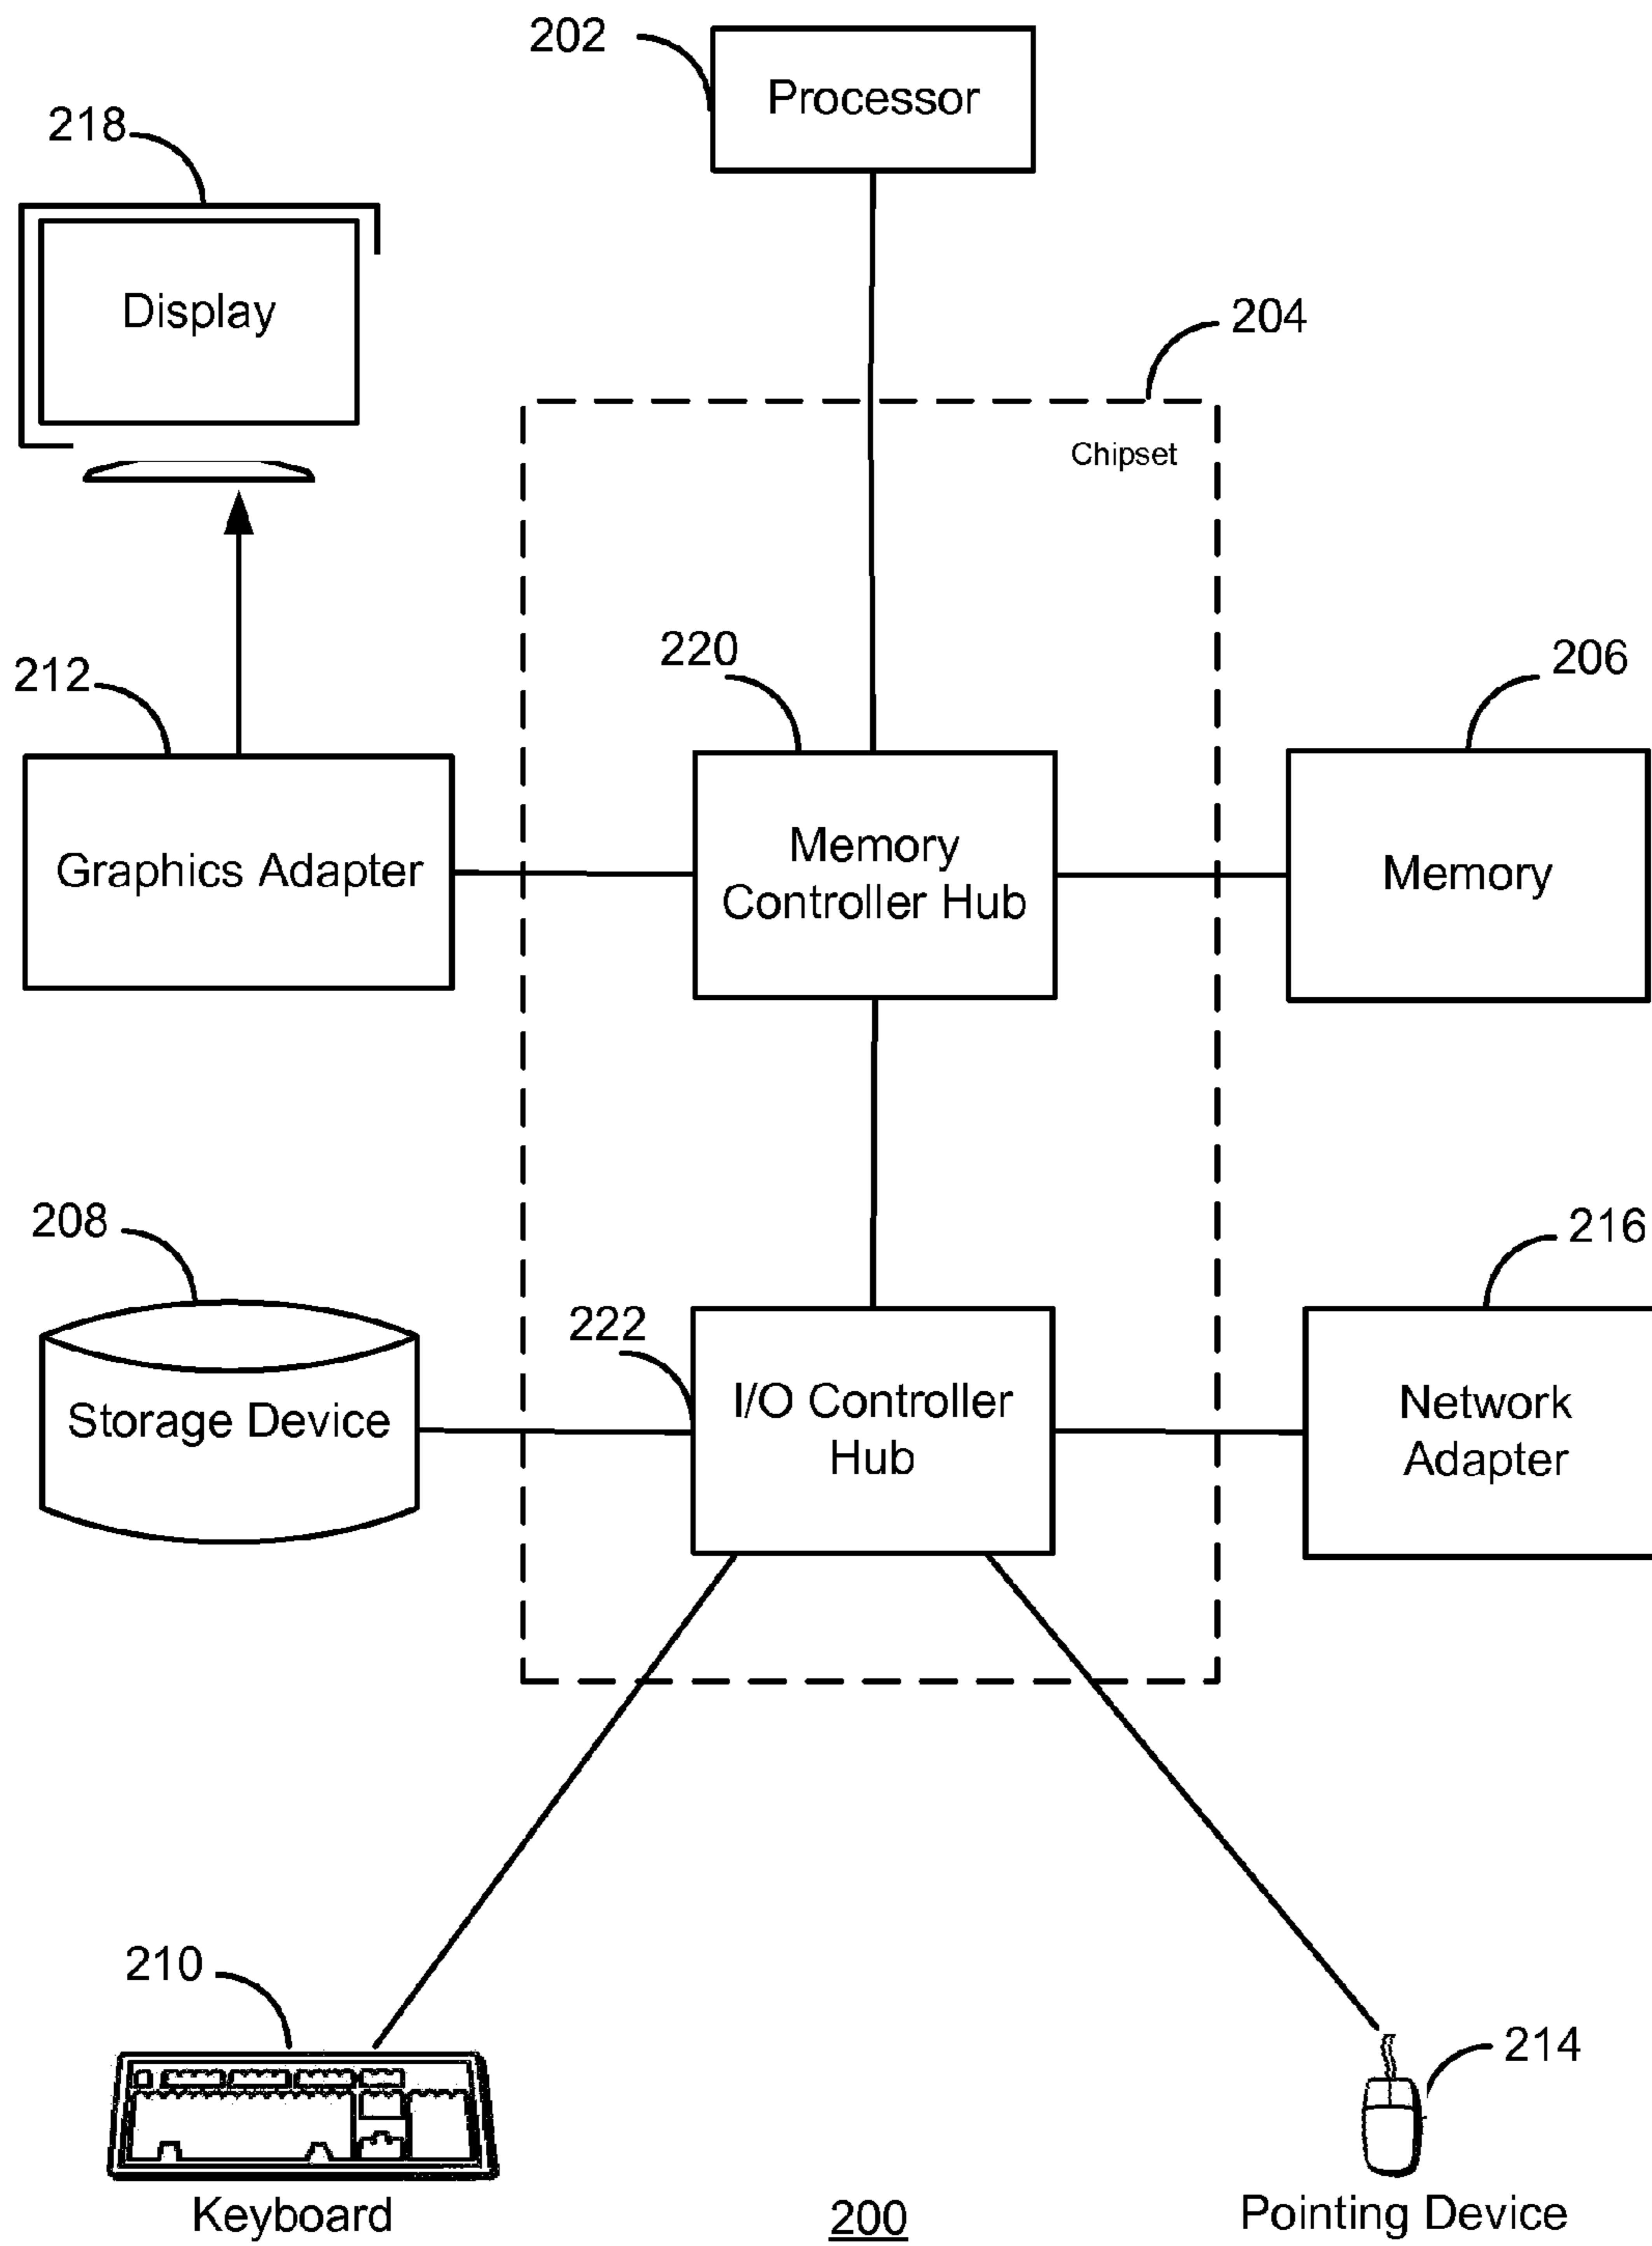 202
Processor
218
Display
204
Chipset
212
220
206
Graphics Adapter
Memory
Controller Hub
Memory
208
222
216
Storage Device
I/O Controller
Hub
Network
Adapter
210
214
Keyboard
200
Pointing Device